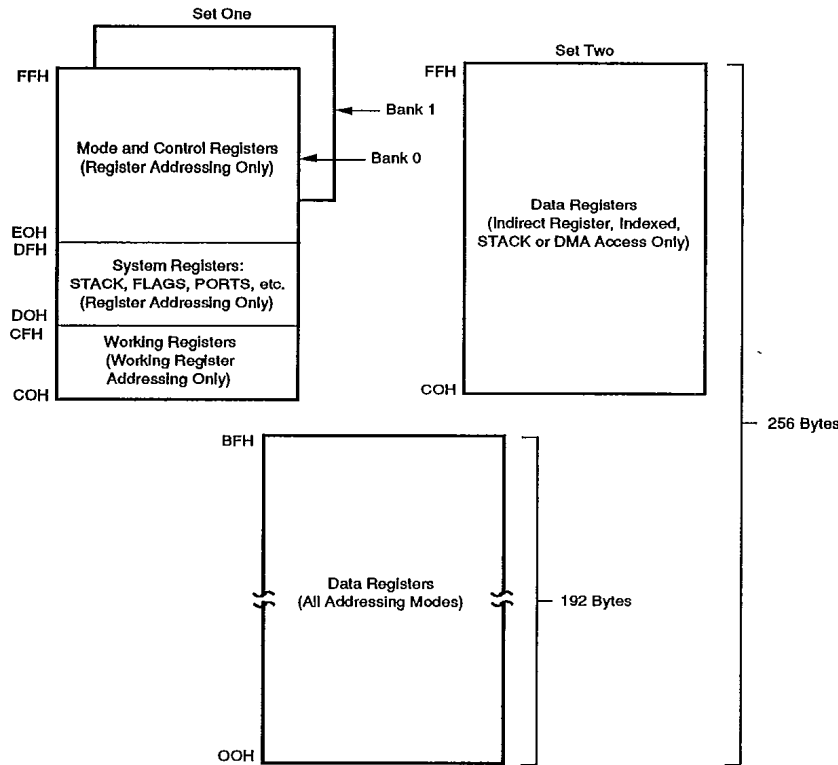 Set One
FFH
Bank 1
Mode and Control Registers
(Register Addressing Only)
Bank 0
EOH
DFH
System Registers:
STACK, FLAGS, PORTS, etc.
(Register Addressing Only)
DOH
CFH
Working Registers
(Working Register
Addressing Only)
COH
Set Two
FFH
Data Registers
(Indirect Register, Indexed,
STACK or DMA Access Only)
COH
256 Bytes
BFH
Data Registers
(All Addressing Modes)
192 Bytes
OOH